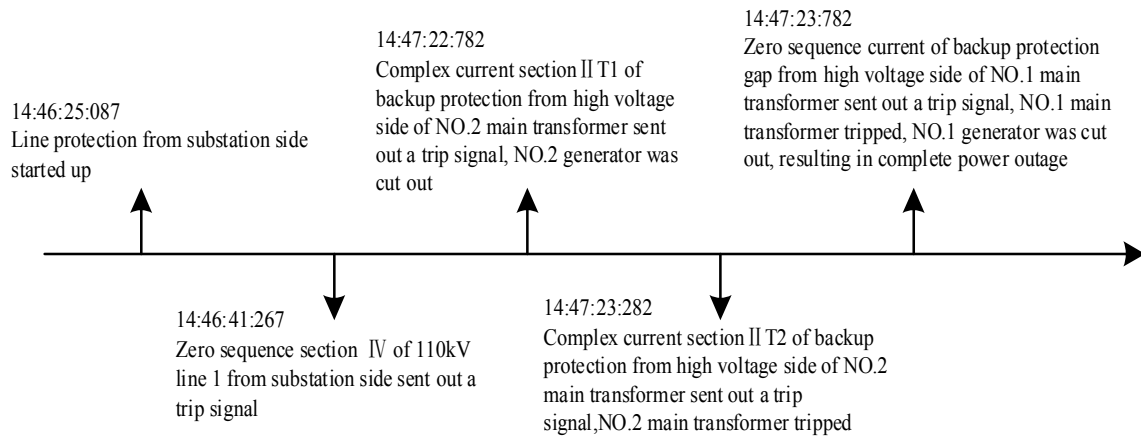 14:46:25:087
Line protection from substation side
started up
14:46:41:267
Zero sequence section Ⅳ of 110kV
line 1 from substation side sent out a
trip signal
14:47:22:782
Complex current section Ⅱ T1 of
backup protection from high voltage
side of NO.2 main transformer sent
out a trip signal, NO.2 generator was
cut out
14:47:23:282
Complex current section Ⅱ T2 of backup
protection from high voltage side of NO.2
main transformer sent out a trip
signal,NO.2 main transformer tripped
14:47:23:782
Zero sequence current of backup protection
gap from high voltage side of NO.1 main
transformer sent out a trip signal, NO.1 main
transformer tripped, NO.1 generator was cut
out, resulting in complete power outage